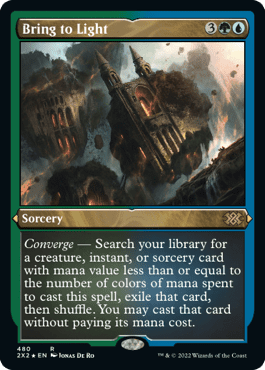 Bring to Light 3
Sorcery
Converge — Search your library for
a creature, instant, or sorcery card
with mana value less than or equal to
the number of colors of mana spent
to cast this spell, exile that card,
then shuffle. You may cast that card
without paying its mana cost.
480 R
2X2 ★ EN Jonas De Ro
™ & © 2022 Wizards of the Coast